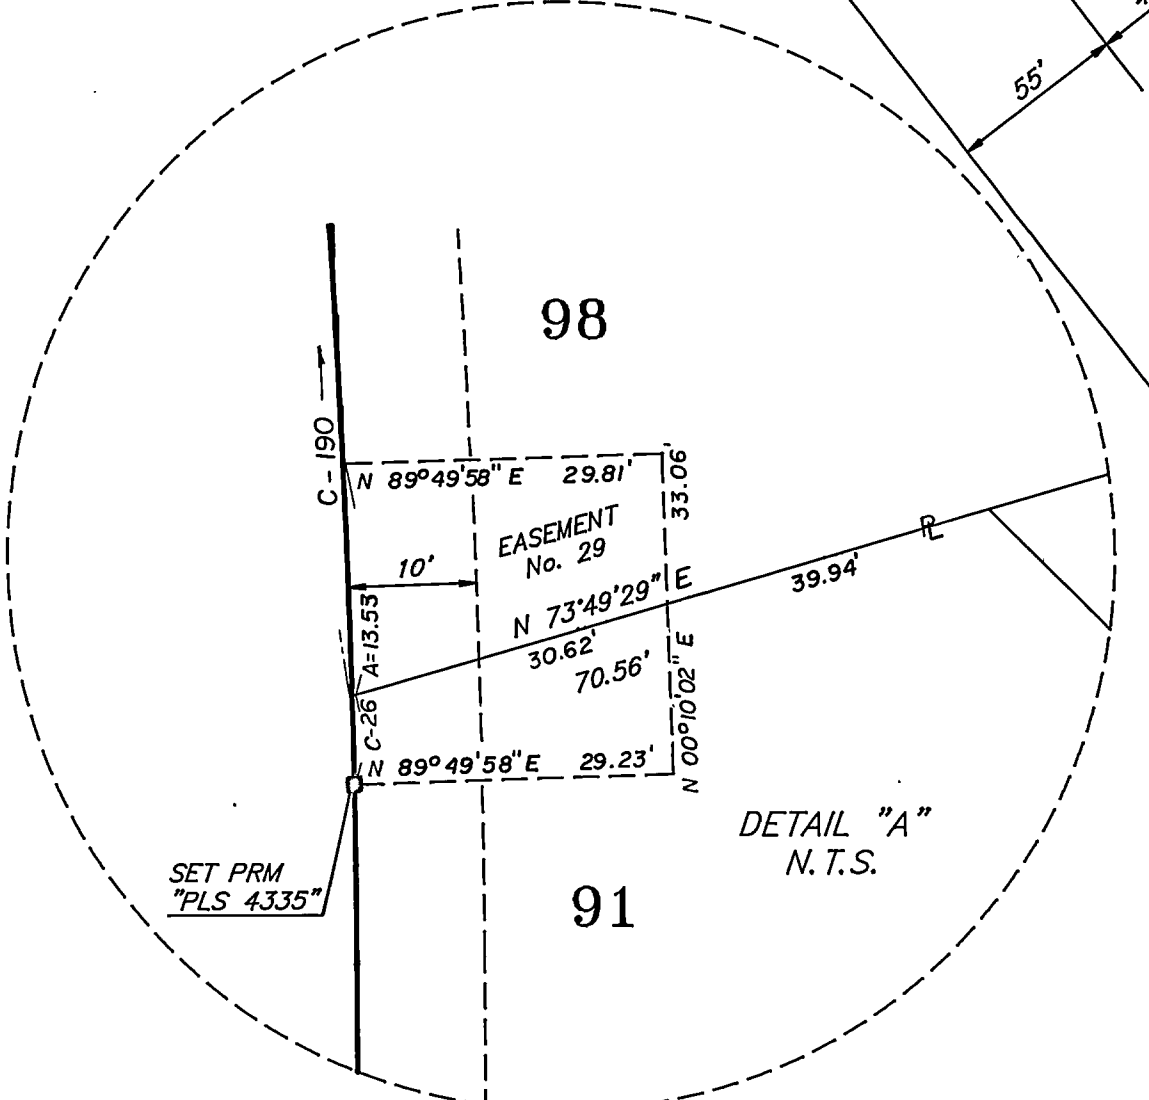 55'
98
C-190
N 89°49'58" E 29.81'
33.06'
EASEMENT
No. 29
10'
N 73°49'29" E
39.94'
30.62'
70.56'
A=13.53
C-26
N 00°10'02" E
N 89°49'58" E 29.23'
DETAIL "A"
N.T.S.
SET PRM
"PLS 4335"
91